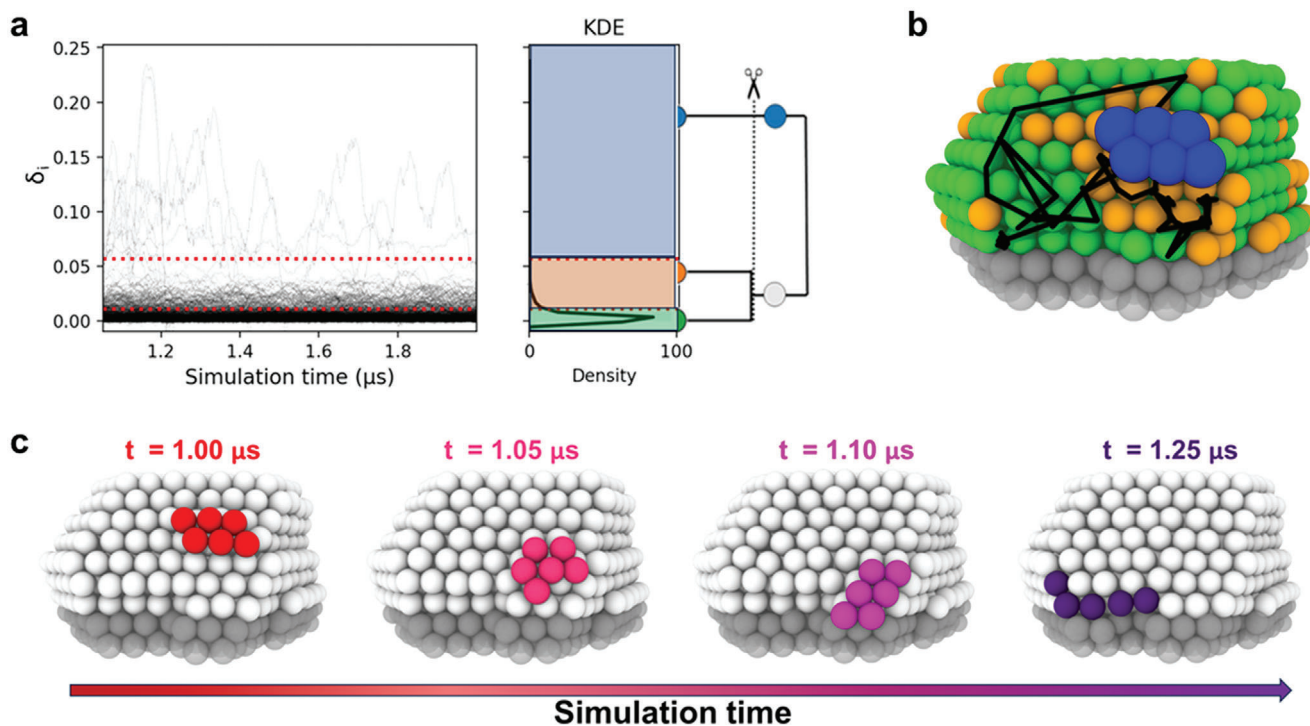 a
KDE
b
0.25
0.20
0.15
0.10
0.05
0.00
δi
1.2 1.4 1.6 1.8
Simulation time (μs)
0 100
Density
c
t = 1.00 μs
t = 1.05 μs
t = 1.10 μs
t = 1.25 μs
Simulation time